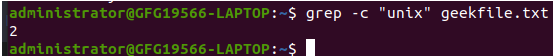 administrator@GFG19566-LAPTOP:~$ grep -c "unix" geekfile.txt
2
administrator@GFG19566-LAPTOP:~$